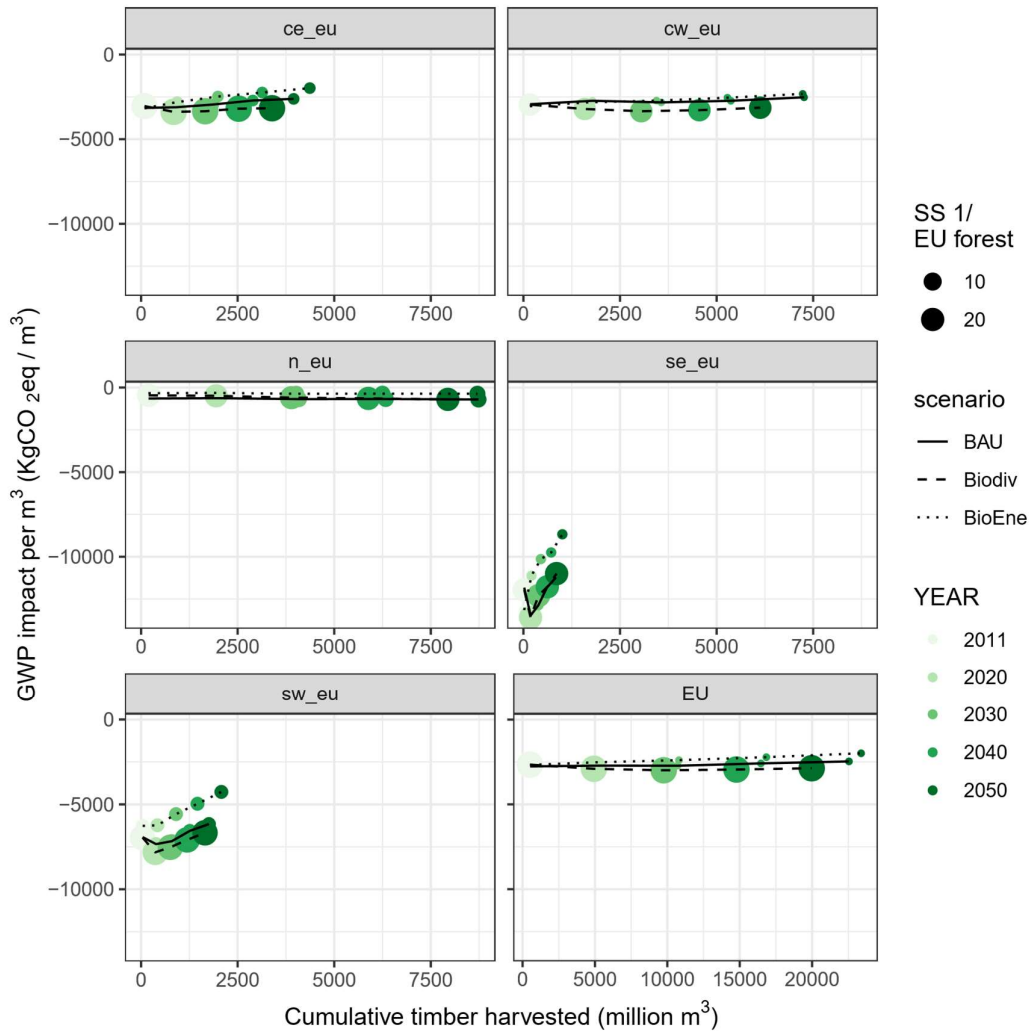 ce_eu
cw_eu
0
−5000
−10000
0
2500
5000
7500
0
2500
5000
7500
n_eu
se_eu
0
−5000
−10000
0
2500
5000
7500
0
2500
5000
7500
sw_eu
EU
0
−5000
−10000
0
2500
5000
7500
0
5000
10000
15000
20000
GWP impact per m³ (KgCO₂eq / m³)
Cumulative timber harvested (million m³)
SS 1/
EU forest
10
20
scenario
BAU
Biodiv
BioEne
YEAR
2011
2020
2030
2040
2050